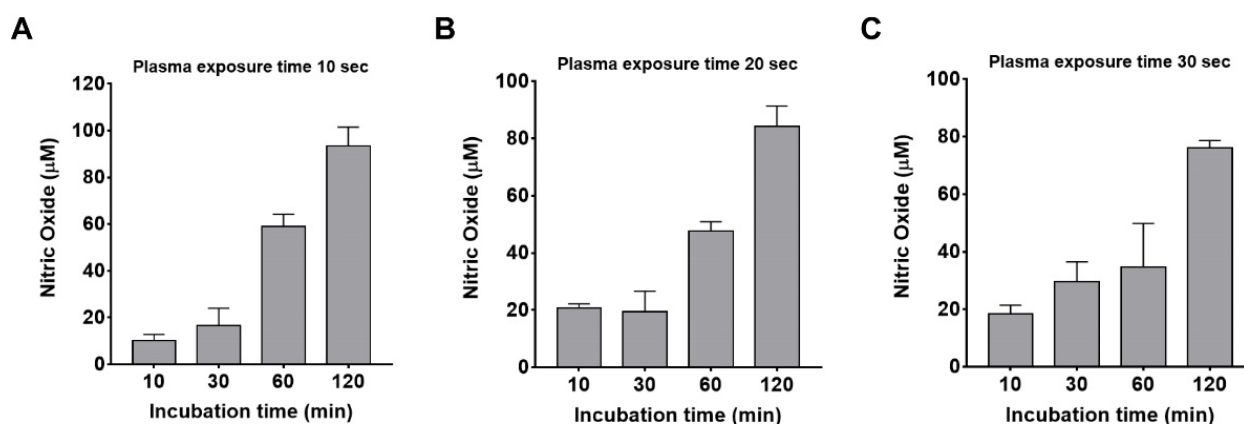 A
Plasma exposure time 10 sec
Nitric Oxide (μM)
120
100
80
60
40
20
0
10 30 60 120
Incubation time (min)
B
Plasma exposure time 20 sec
Nitric Oxide (μM)
100
80
60
40
20
0
10 30 60 120
Incubation time (min)
C
Plasma exposure time 30 sec
Nitric Oxide (μM)
100
80
60
40
20
0
10 30 60 120
Incubation time (min)